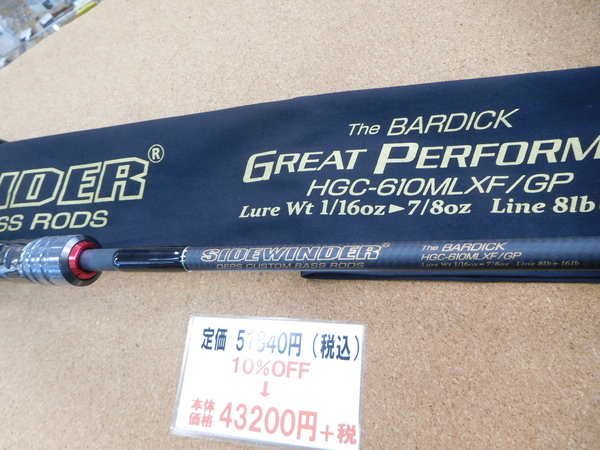 The BARDICK
GREAT PERFORM
HGC-610MLXF/GP
Lure Wt 1/16oz►7/8oz Line 8lb
INDER®
SS RODS
SIDEWINDER®
DEPS CUSTOM BASS RODS
The BARDICK
HGC-610MLXF/GP
Lure Wt 1/16oz►7/8oz Line 8lb►16lb
定価 51840円（税込）
10%OFF
↓
本体価格 43200円+税